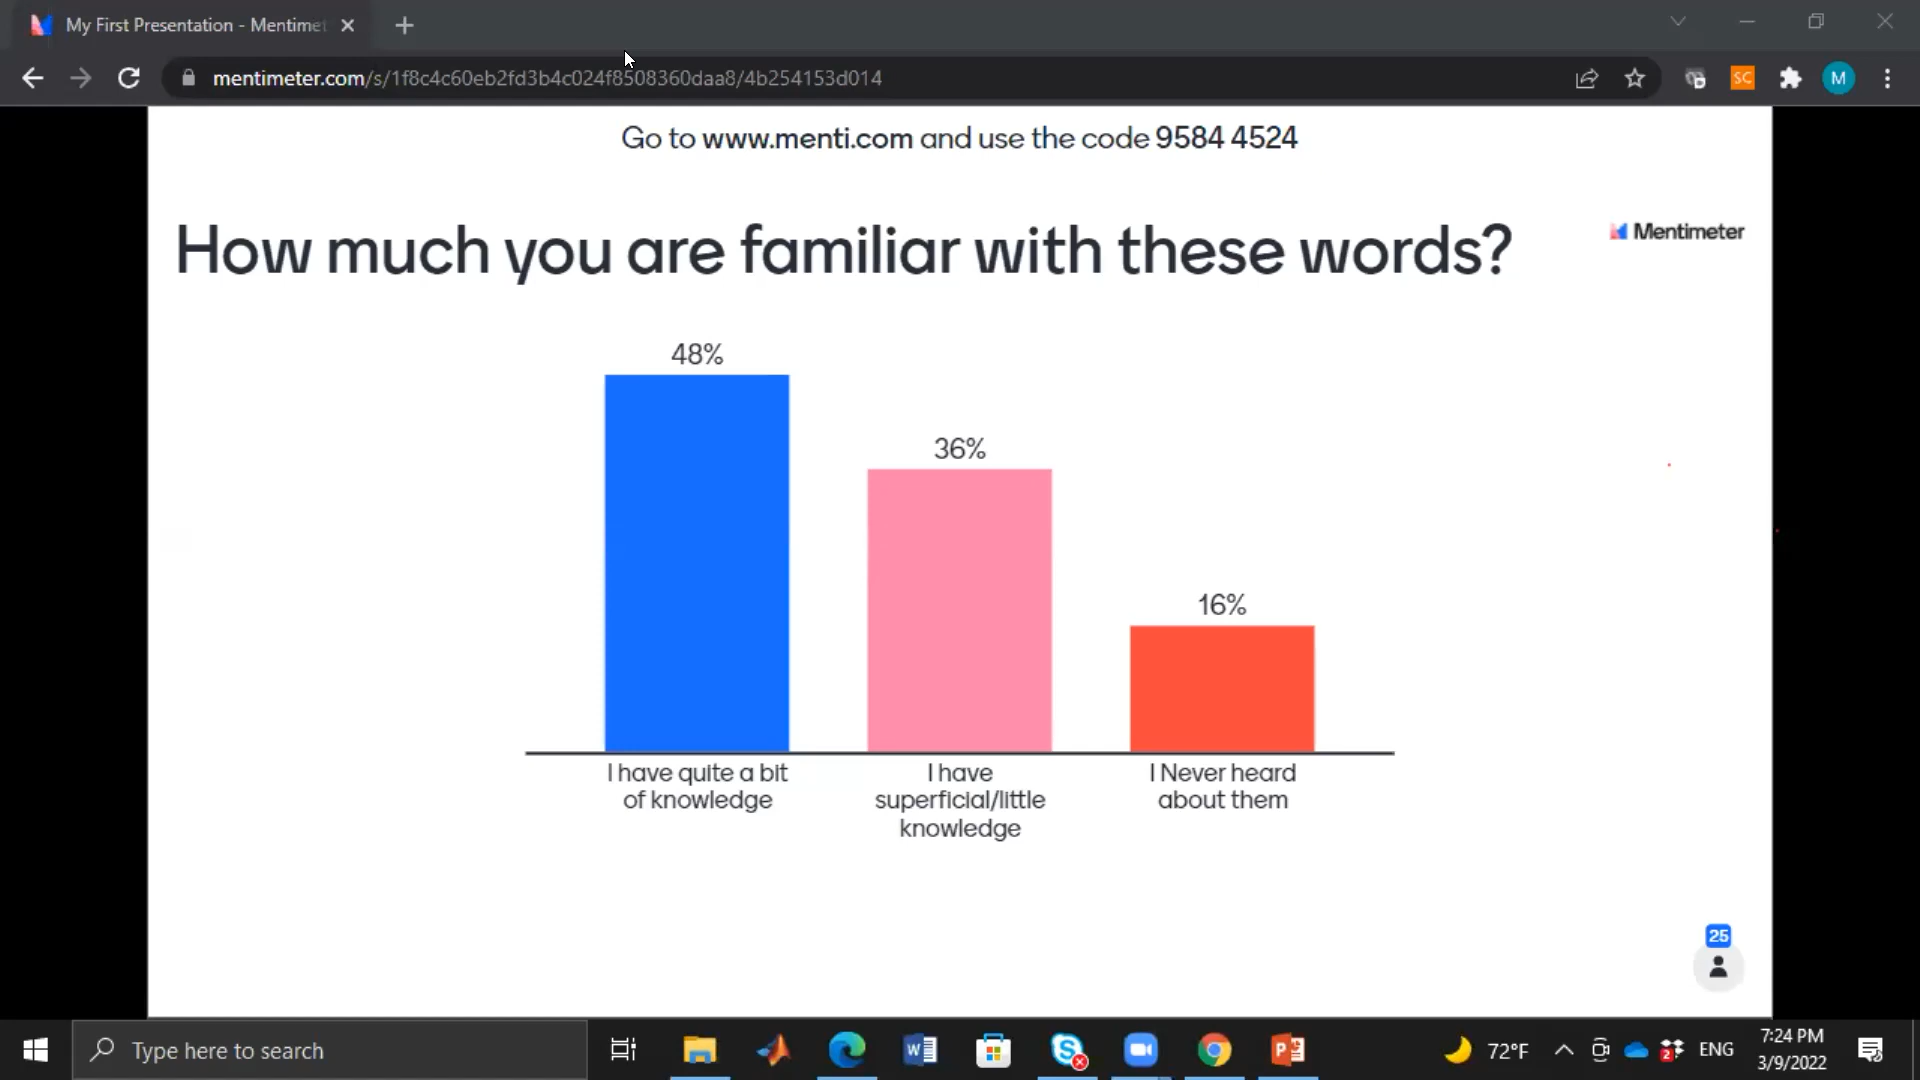 My First Presentation - Mentimet
mentimeter.com/s/1f8c4c60eb2fd3b4c024f8508360daa8/4b254153d014
SC
M
Go to www.menti.com and use the code 9584 4524
How much you are familiar with these words?
Mentimeter
48%
36%
16%
I have quite a bit
of knowledge
I have
superficial/little
knowledge
I Never heard
about them
25
Type here to search
72°F
2
ENG
7:24 PM
3/9/2022